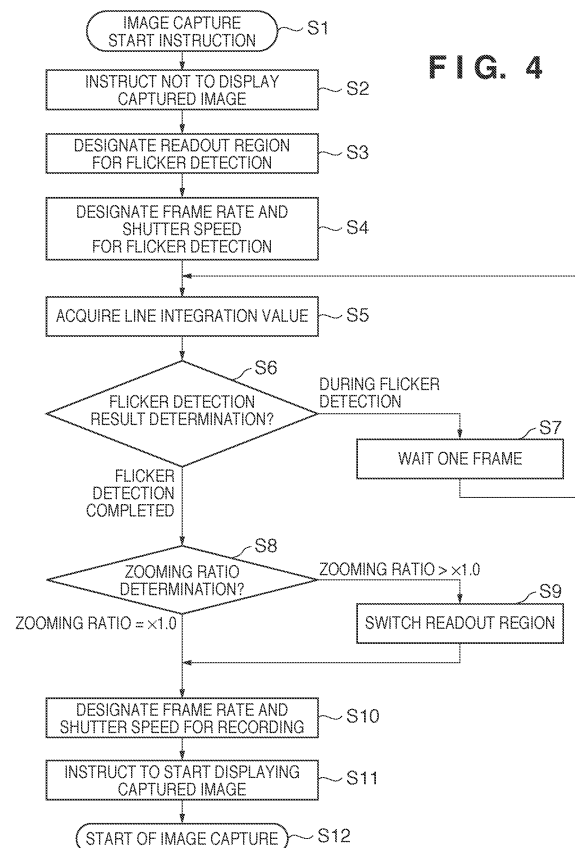 FIG. 4
IMAGE CAPTURE
START INSTRUCTION
S1
INSTRUCT NOT TO DISPLAY
CAPTURED IMAGE
S2
DESIGNATE READOUT REGION
FOR FLICKER DETECTION
S3
DESIGNATE FRAME RATE AND
SHUTTER SPEED
FOR FLICKER DETECTION
S4
ACQUIRE LINE INTEGRATION VALUE
S5
S6
FLICKER DETECTION
RESULT DETERMINATION?
DURING FLICKER
DETECTION
S7
WAIT ONE FRAME
FLICKER
DETECTION
COMPLETED
S8
ZOOMING RATIO
DETERMINATION?
ZOOMING RATIO > ×1.0
S9
SWITCH READOUT REGION
ZOOMING RATIO = ×1.0
DESIGNATE FRAME RATE AND
SHUTTER SPEED FOR RECORDING
S10
INSTRUCT TO START DISPLAYING
CAPTURED IMAGE
S11
START OF IMAGE CAPTURE
S12